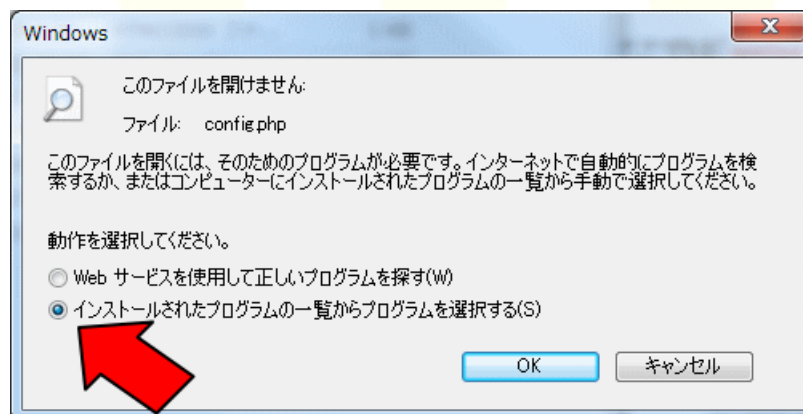 Windows
このファイルを開けません:
ファイル: config.php
このファイルを開くには、そのためのプログラムが必要です。インターネットで自動的にプログラムを検
索するか、またはコンピューターにインストールされたプログラムの一覧から手動で選択してください。
動作を選択してください。
Web サービスを使用して正しいプログラムを探す(W)
インストールされたプログラムの一覧からプログラムを選択する(S)
OK キャンセル